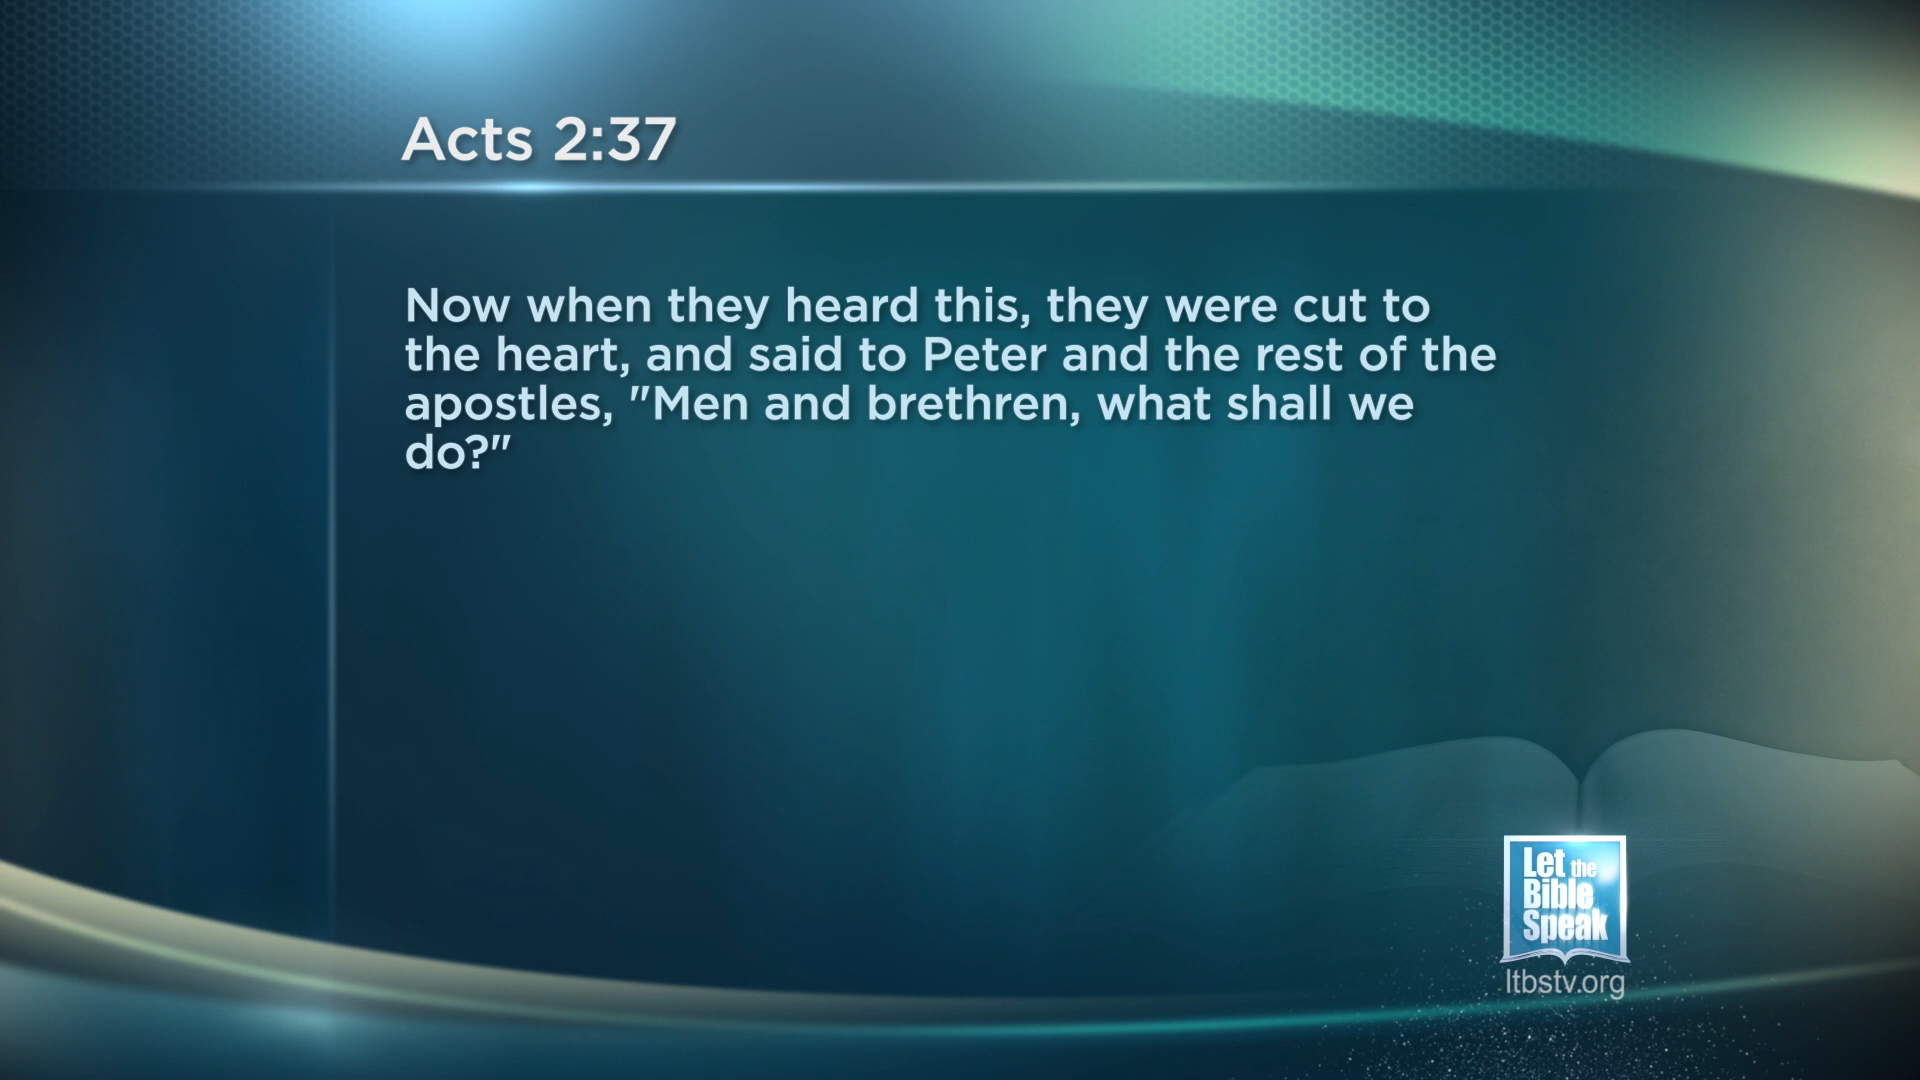 Acts 2:37
Now when they heard this, they were cut to
the heart, and said to Peter and the rest of the
apostles, "Men and brethren, what shall we
do?"
Let the
Bible
Speak
ltbstv.org